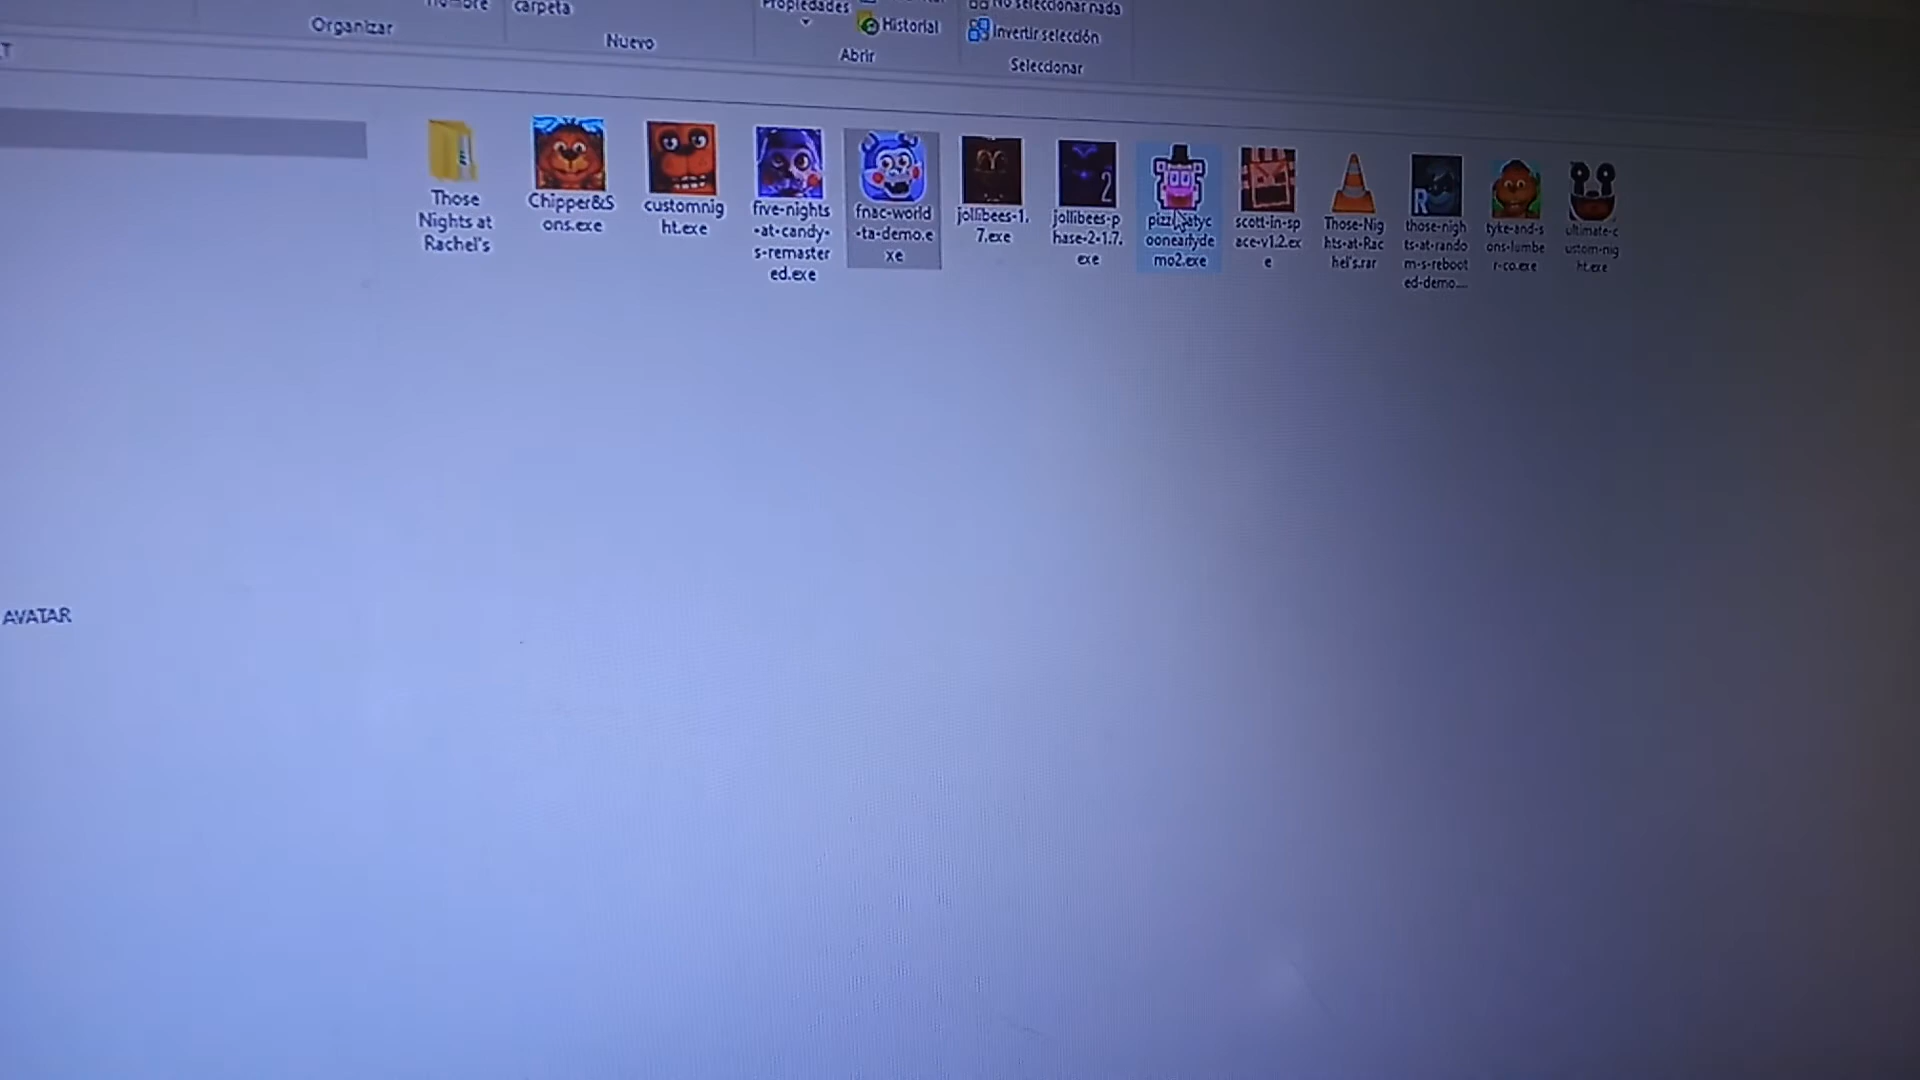 carpeta
Propiedades
No seleccionar nada
Organizar
Nuevo
Historial
Invertir selección
Abrir
Seleccionar
Those
Nights at
Rachel's
Chipper&S
ons.exe
customnig
ht.exe
five-nights
-at-candy-
s-remaster
ed.exe
fnac-world
-ta-demo.e
xe
jollibees-1.
7.exe
jollibees-p
hase-2-1.7.
exe
2
oonearlyde
mo2.exe
scott-in-sp
ace-v1.2.ex
e
Those-Nig
hts-at-Rac
hel's.rar
R
those-nigh
ts-at-rando
m-s-reboot
ed-demo....
tyke-and-s
ons-lumbe
r-co.exe
ultimate-c
ustom-nig
ht.exe
AVATAR